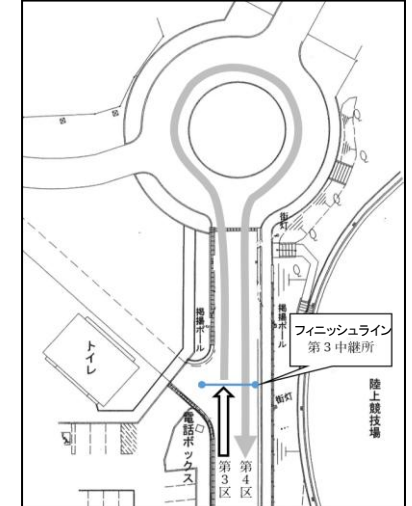 街灯
掲揚ポール
掲揚ポール
フィニッシュライン
第３中継所
トイレ
街灯
陸上競技場
電話ボックス
第３区
第４区